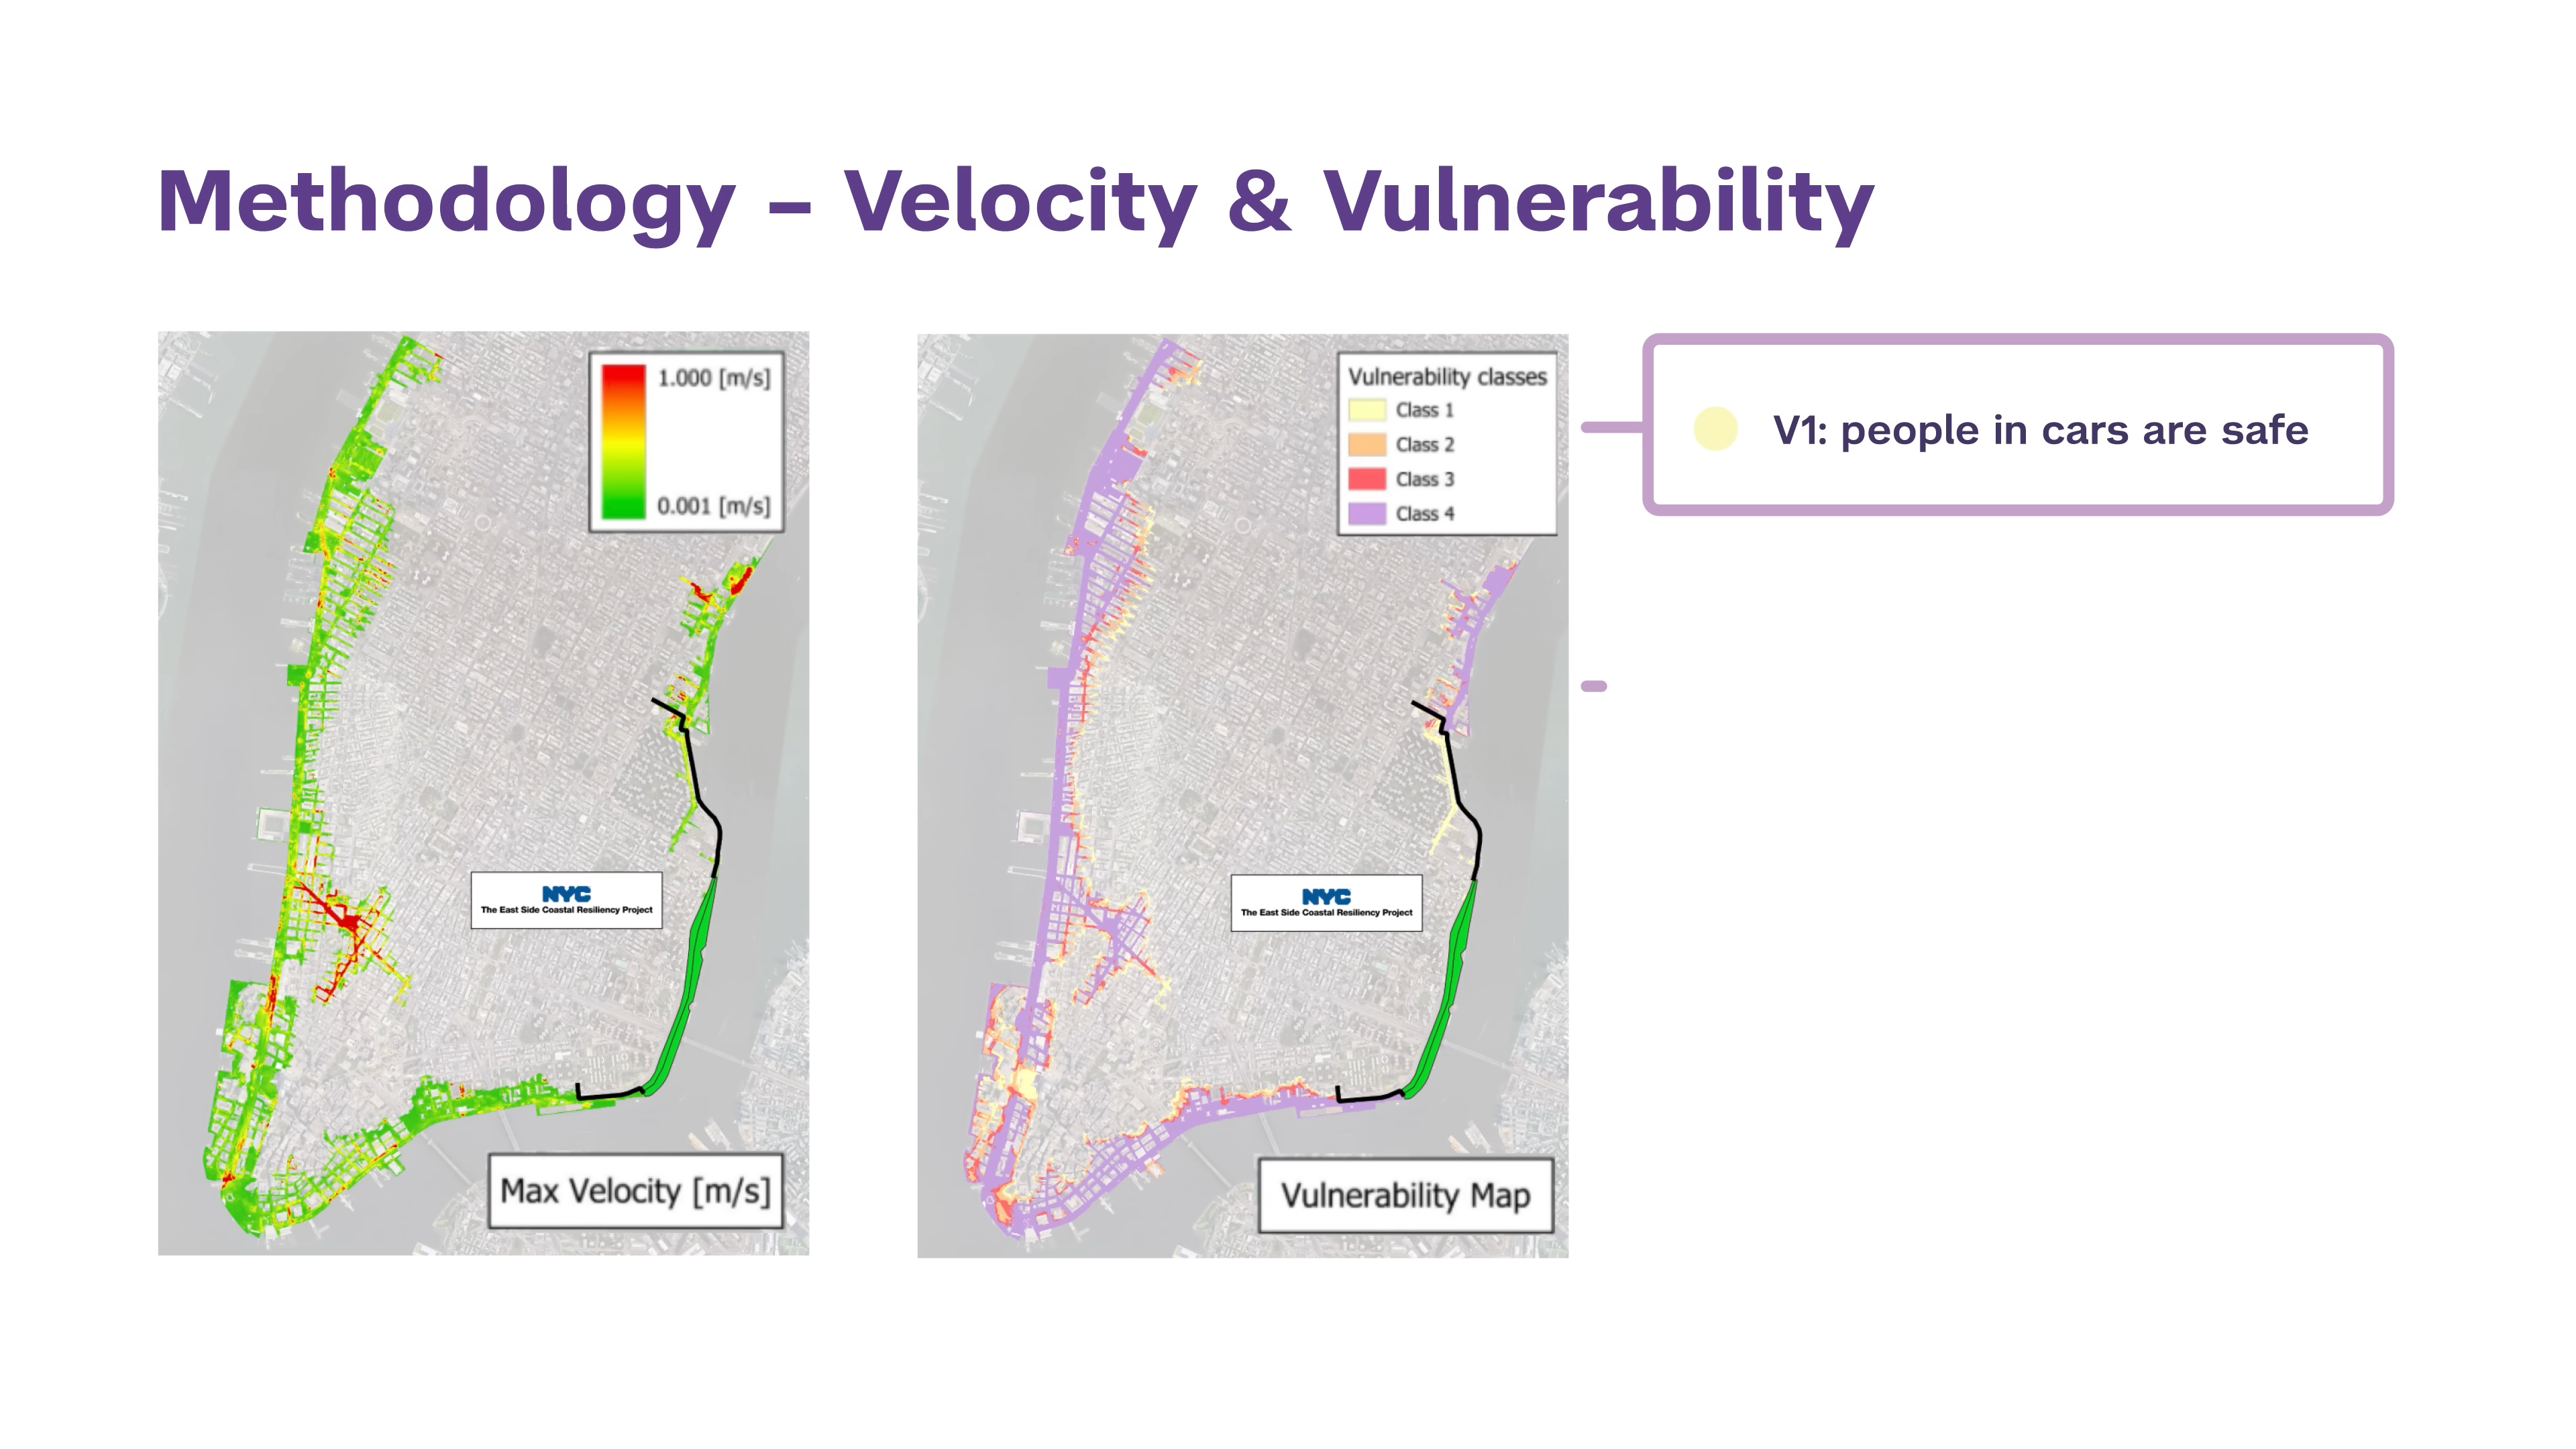 Methodology – Velocity & Vulnerability
1.000 [m/s]
0.001 [m/s]
NYC
The East Side Coastal Resiliency Project
Max Velocity [m/s]
Vulnerability classes
Class 1
Class 2
Class 3
Class 4
NYC
The East Side Coastal Resiliency Project
Vulnerability Map
V1: people in cars are safe